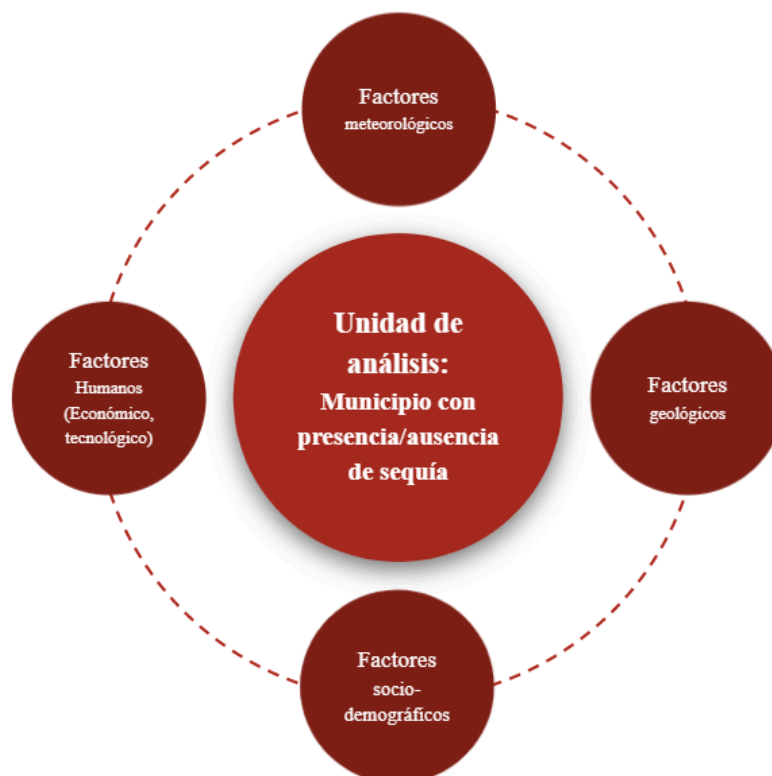 Factores
meteorológicos
Unidad de
análisis:
Municipio con
presencia/ausencia
de sequía
Factores
Humanos
(Económico,
tecnológico)
Factores
geológicos
Factores
socio-
demográficos